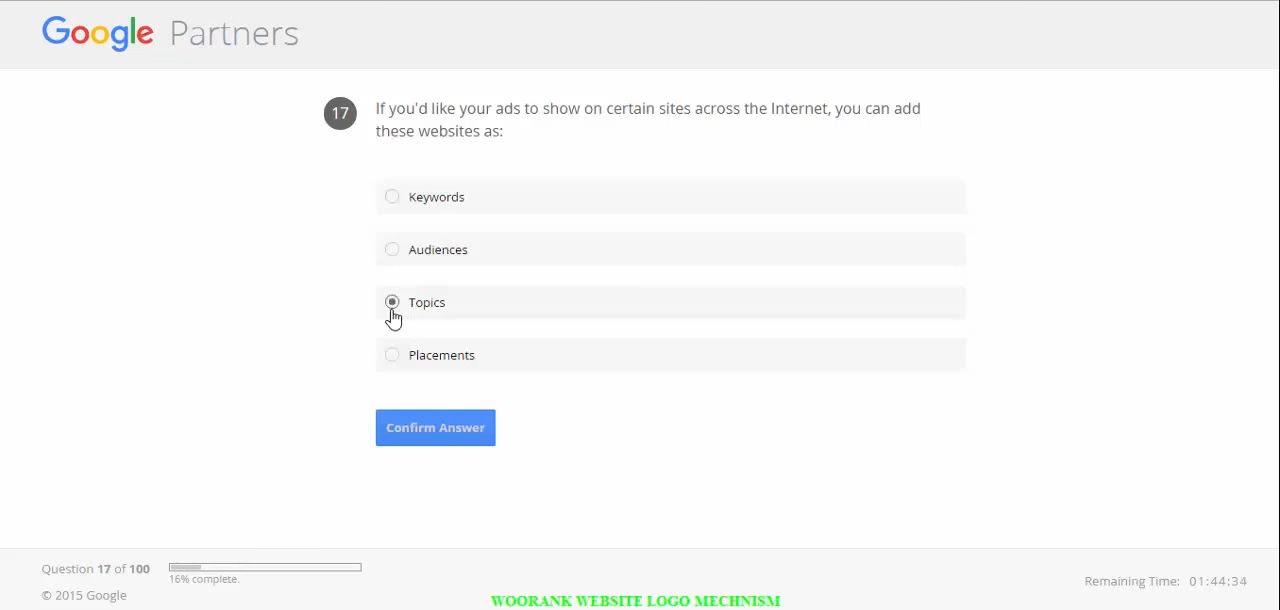 Google Partners
17 If you'd like your ads to show on certain sites across the Internet, you can add
these websites as:
Keywords
Audiences
Topics
Placements
Confirm Answer
Question 17 of 100
16% complete.
Remaining Time: 01:44:34
© 2015 Google
WOORANK WEBSITE LOGO MECHNISM